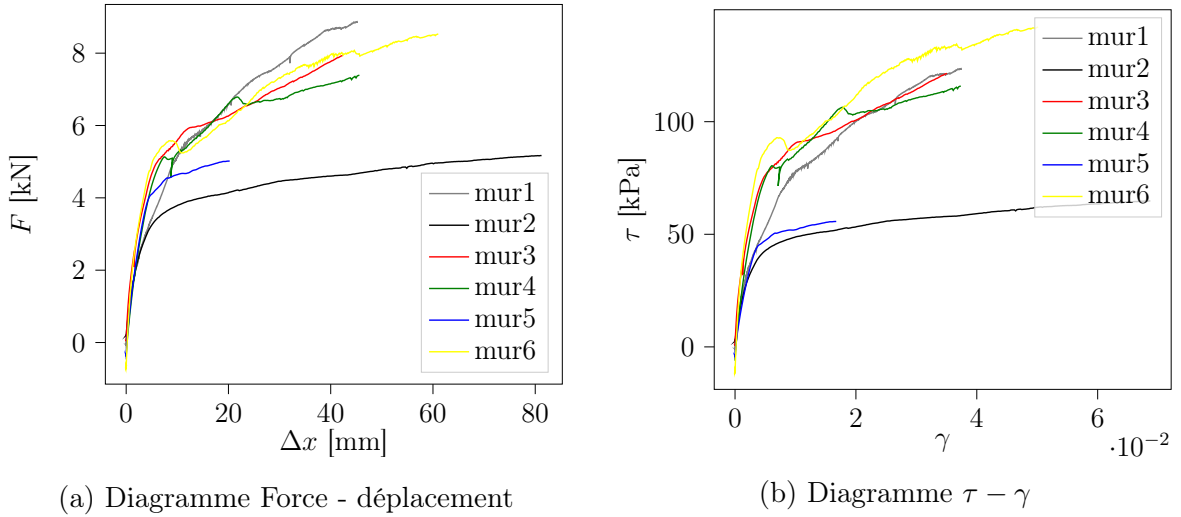 8
6
4
2
0
F [kN]
0
20
40
60
80
Δx [mm]
mur1
mur2
mur3
mur4
mur5
mur6
(a) Diagramme Force - déplacement
100
50
0
τ [kPa]
0
2
4
6
γ
·10⁻²
mur1
mur2
mur3
mur4
mur5
mur6
(b) Diagramme τ − γ